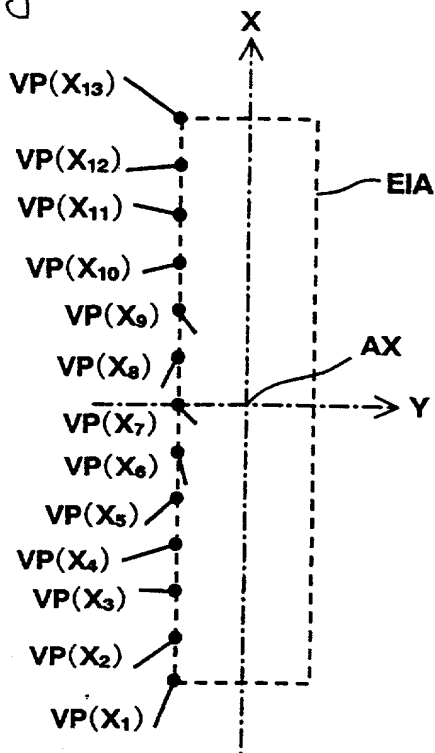 X
VP(X₁₃)
VP(X₁₂)
EIA
VP(X₁₁)
VP(X₁₀)
VP(X₉)
AX
VP(X₈)
Y
VP(X₇)
VP(X₆)
VP(X₅)
VP(X₄)
VP(X₃)
VP(X₂)
VP(X₁)